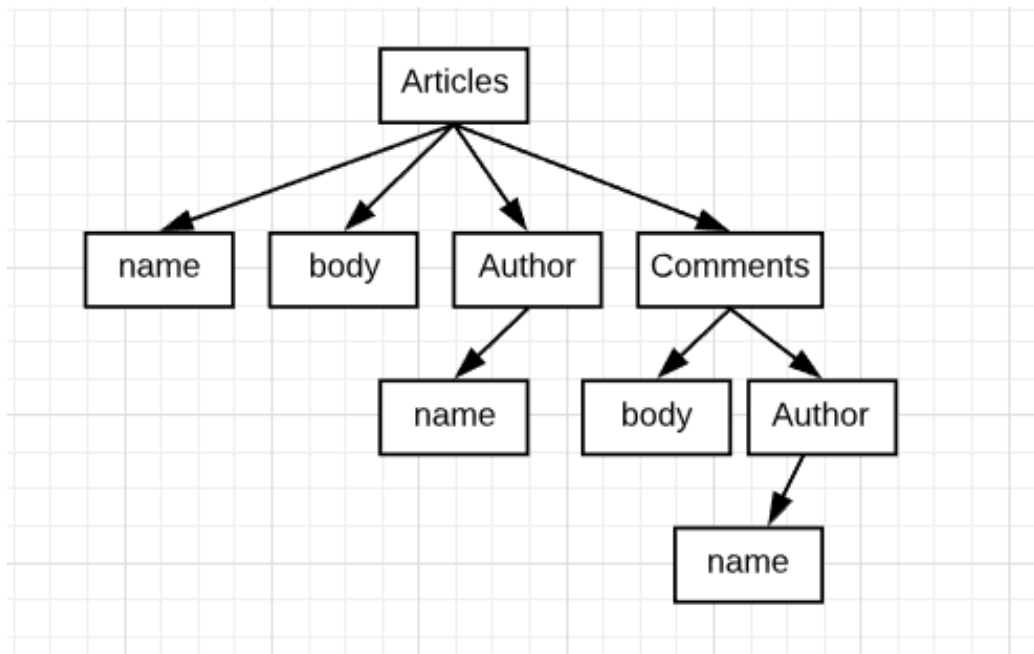 Articles
name
body
Author
Comments
name
body
Author
name